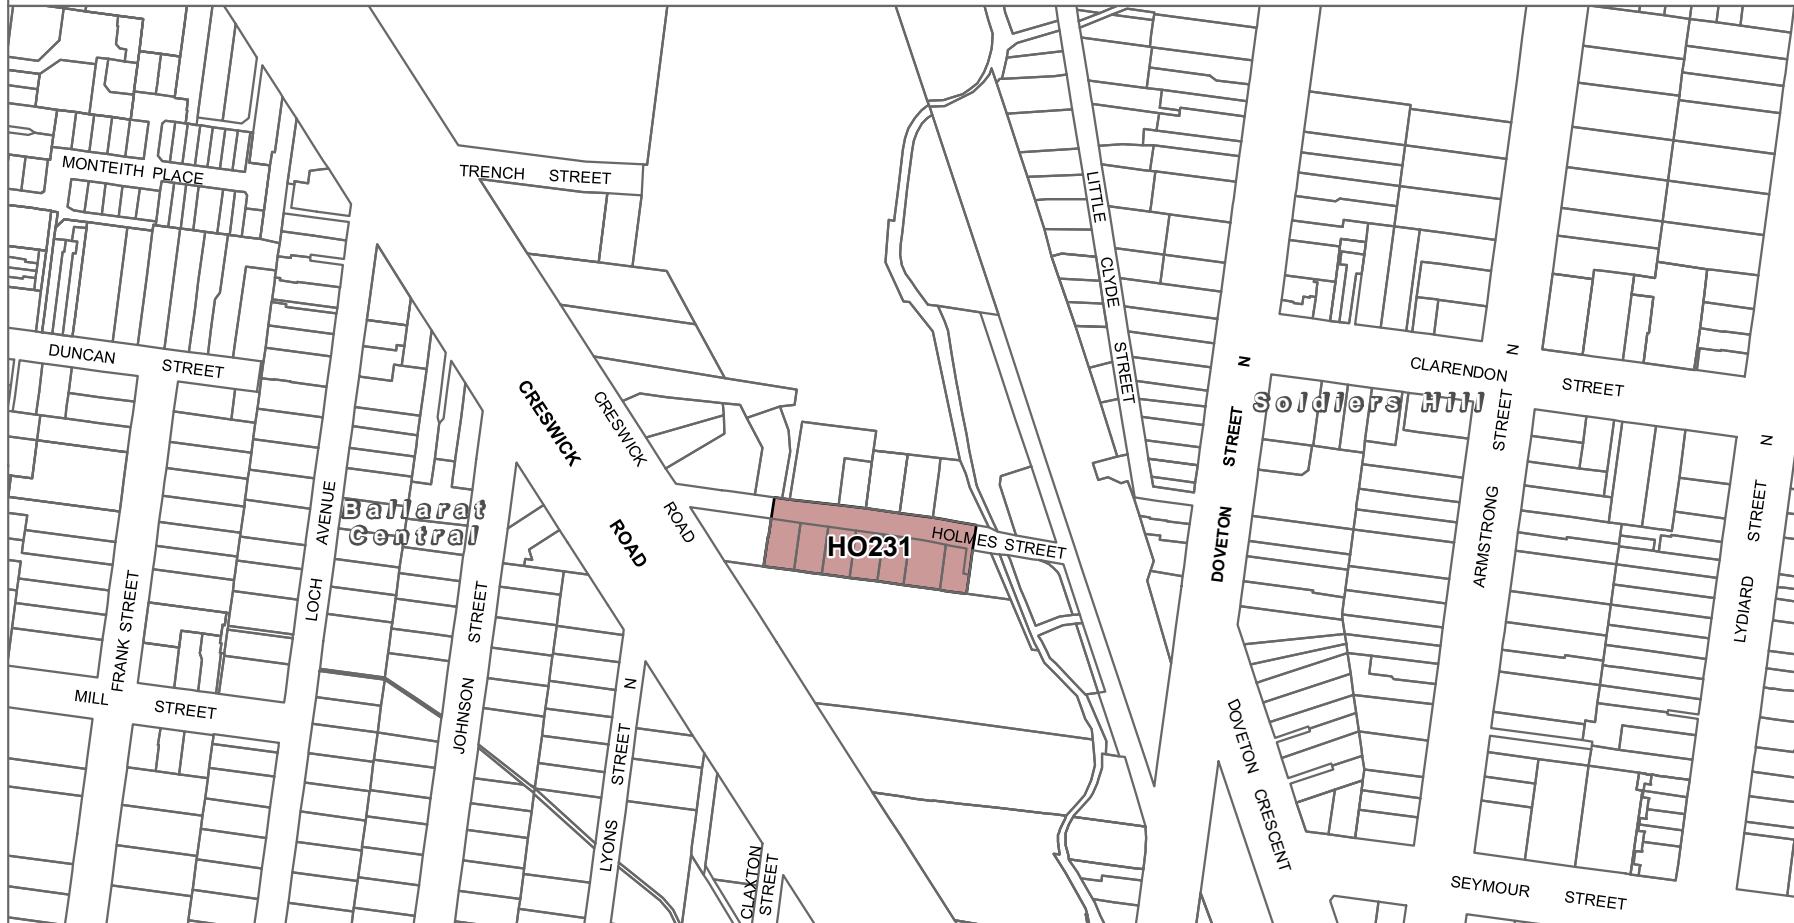 MONTEITH PLACE
TRENCH STREET
LITTLE CLYDE STREET
DUNCAN STREET
CRESWICK ROAD
CRESWICK ROAD
CLARENDON STREET
Soldiers Hill
DOVETON STREET N
ARMSTRONG STREET N
LYDIARD STREET N
Ballarat
Central
HO231
HOLMES STREET
LOCH AVENUE
FRANK STREET
JOHNSON STREET
MILL STREET
LYONS STREET N
DOVETON CRESCENT
CLAXTON
STREET
SEYMOUR STREET